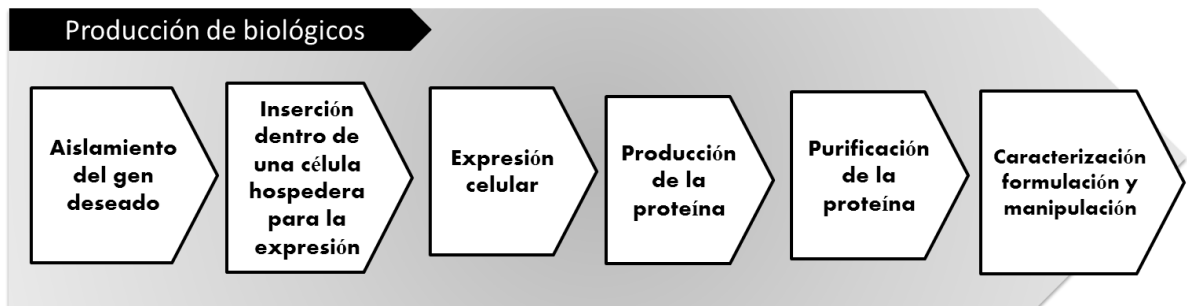 Producción de biológicos
Aislamiento
del gen
deseado
Inserción
dentro de
una célula
hospedera
para la
expresión
Expresión
celular
Producción
de la
proteína
Purificación
de la
proteína
Caracterización
formulación y
manipulación